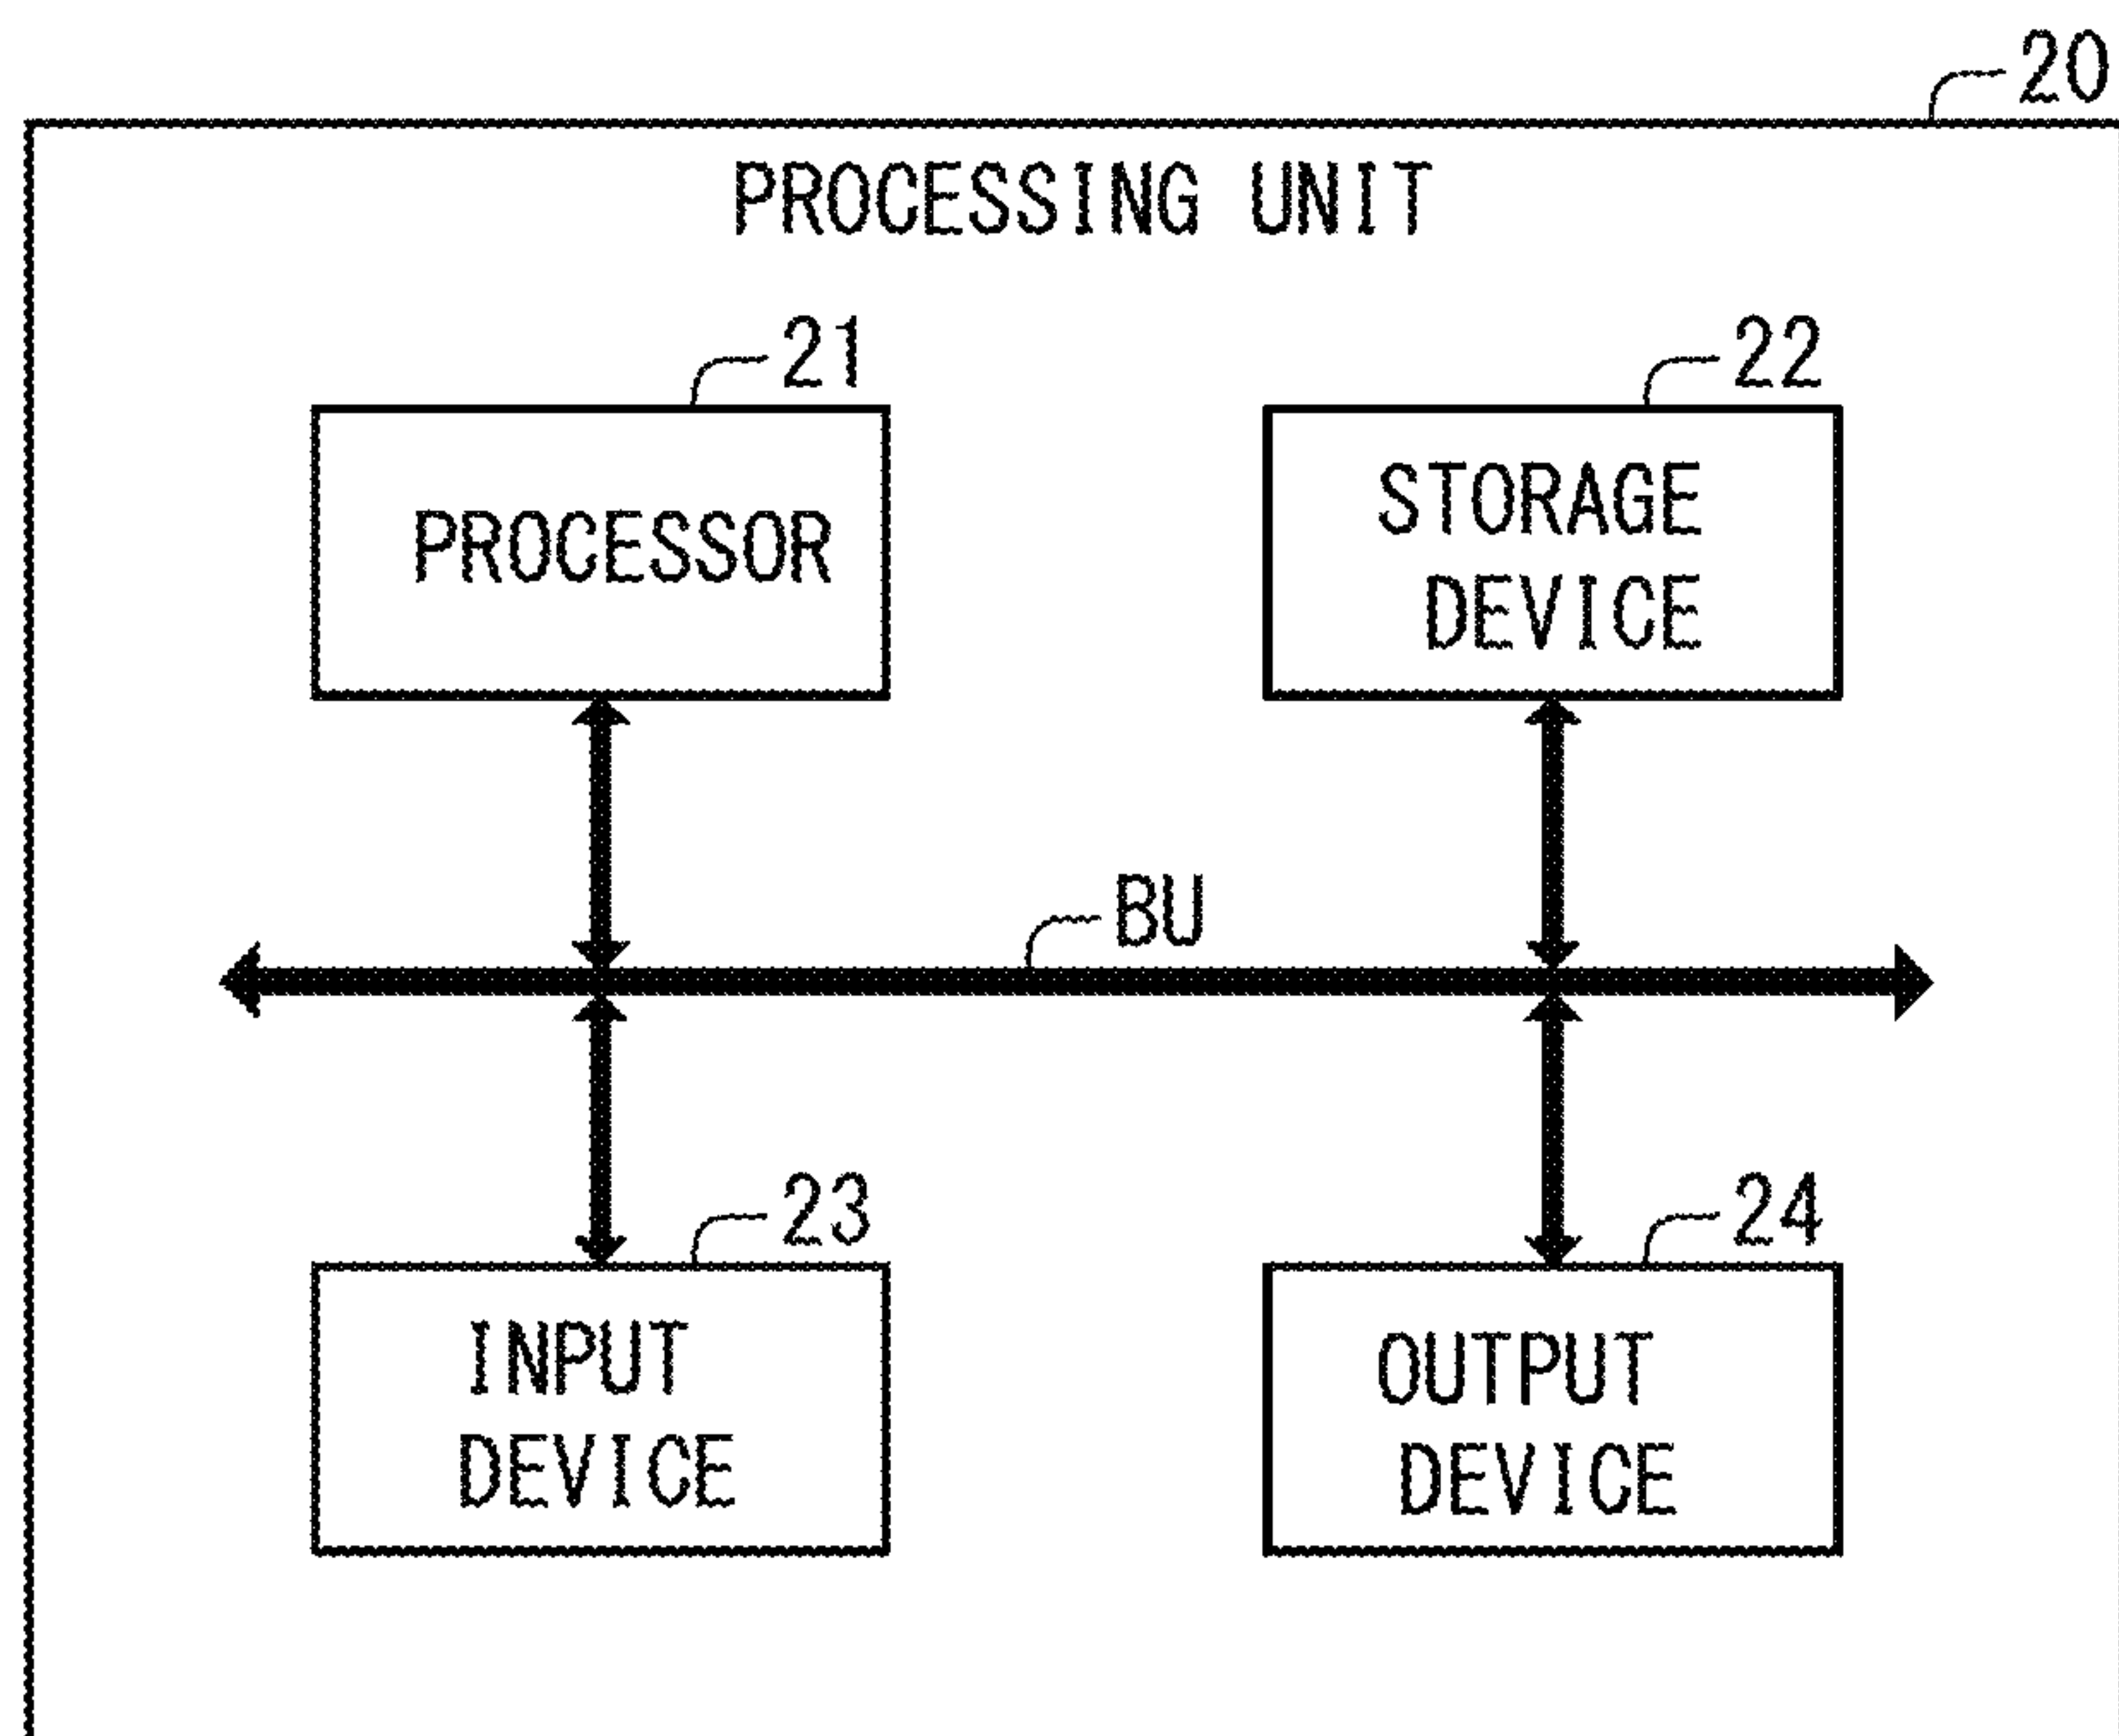 20
PROCESSING UNIT
21
22
PROCESSOR
STORAGE
DEVICE
BU
23
24
INPUT
DEVICE
OUTPUT
DEVICE